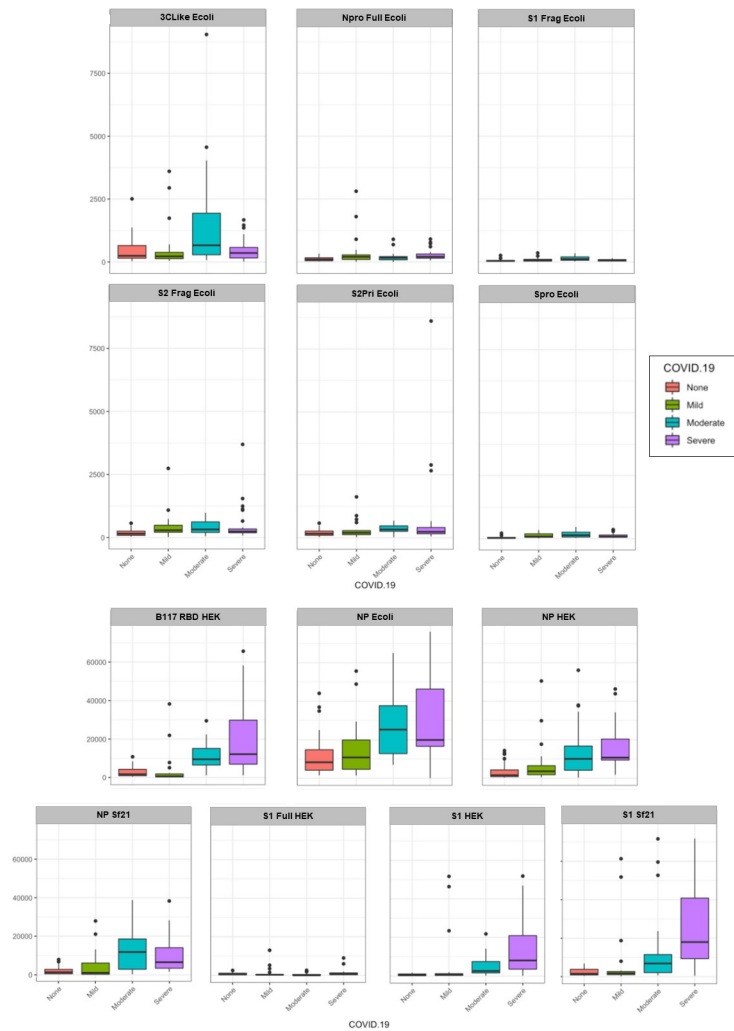 3CLike Ecoli
Npro Full Ecoli
S1 Frag Ecoli
7500
5000
2500
0
S2 Frag Ecoli
S2Pri Ecoli
Spro Ecoli
7500
5000
2500
0
None
Mild
Moderate
Severe
None
Mild
Moderate
Severe
None
Mild
Moderate
Severe
COVID.19
COVID.19
None
Mild
Moderate
Severe
B117 RBD HEK
NP Ecoli
NP HEK
60000
40000
20000
0
NP Sf21
S1 Full HEK
S1 HEK
S1 Sf21
60000
40000
20000
0
None
Mild
Moderate
Severe
None
Mild
Moderate
Severe
None
Mild
Moderate
Severe
None
Mild
Moderate
Severe
COVID.19